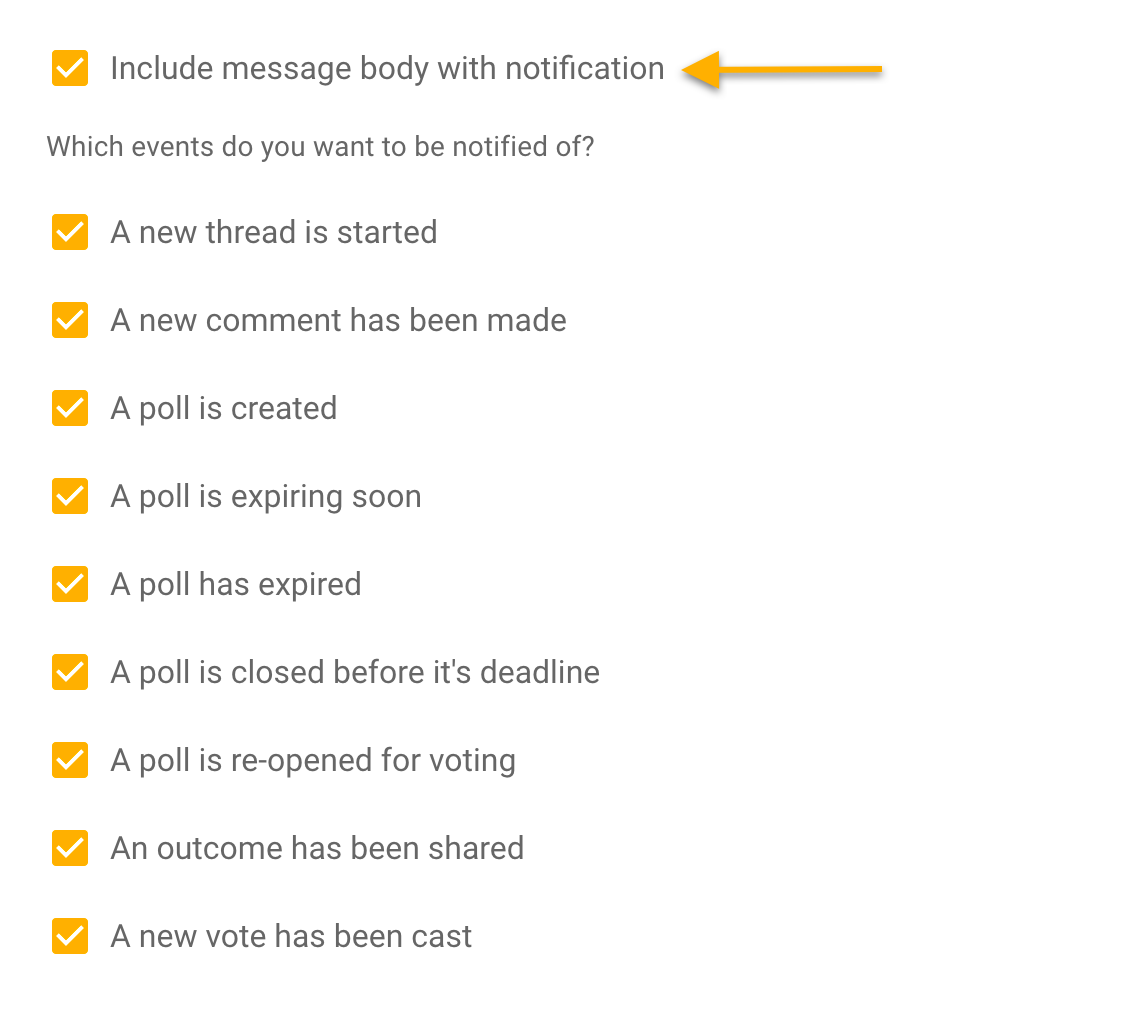 Include message body with notification
Which events do you want to be notified of?
A new thread is started
A new comment has been made
A poll is created
A poll is expiring soon
A poll has expired
A poll is closed before it's deadline
A poll is re-opened for voting
An outcome has been shared
A new vote has been cast